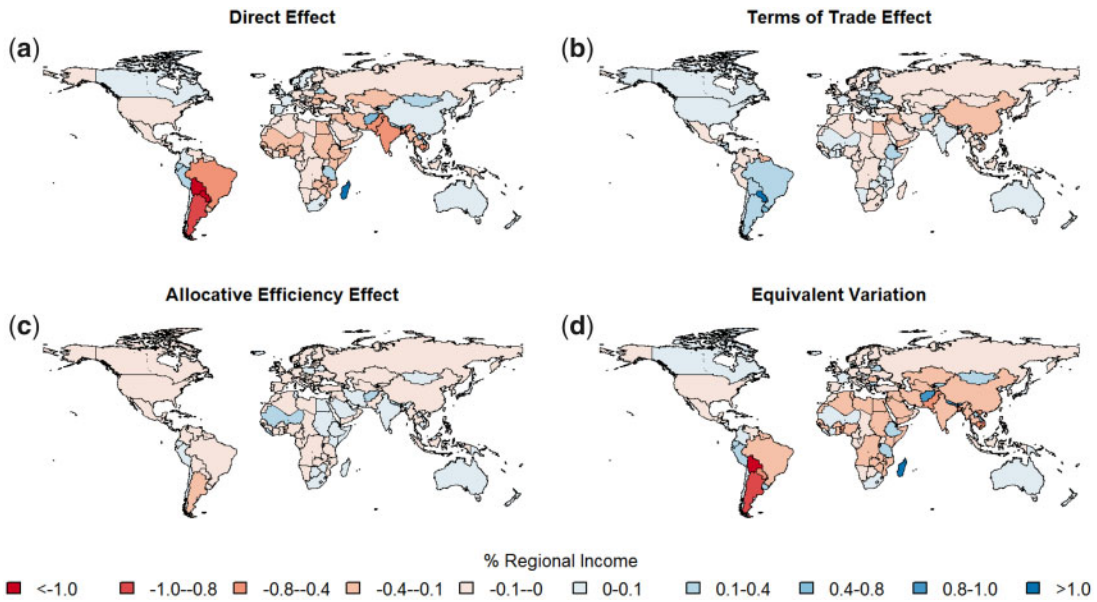 Direct Effect
Terms of Trade Effect
(a)
(b)
Allocative Efficiency Effect
Equivalent Variation
(c)
(d)
% Regional Income
<-1.0 -1.0--0.8 -0.8--0.4 -0.4--0.1 -0.1--0 0-0.1 0.1-0.4 0.4-0.8 0.8-1.0 >1.0